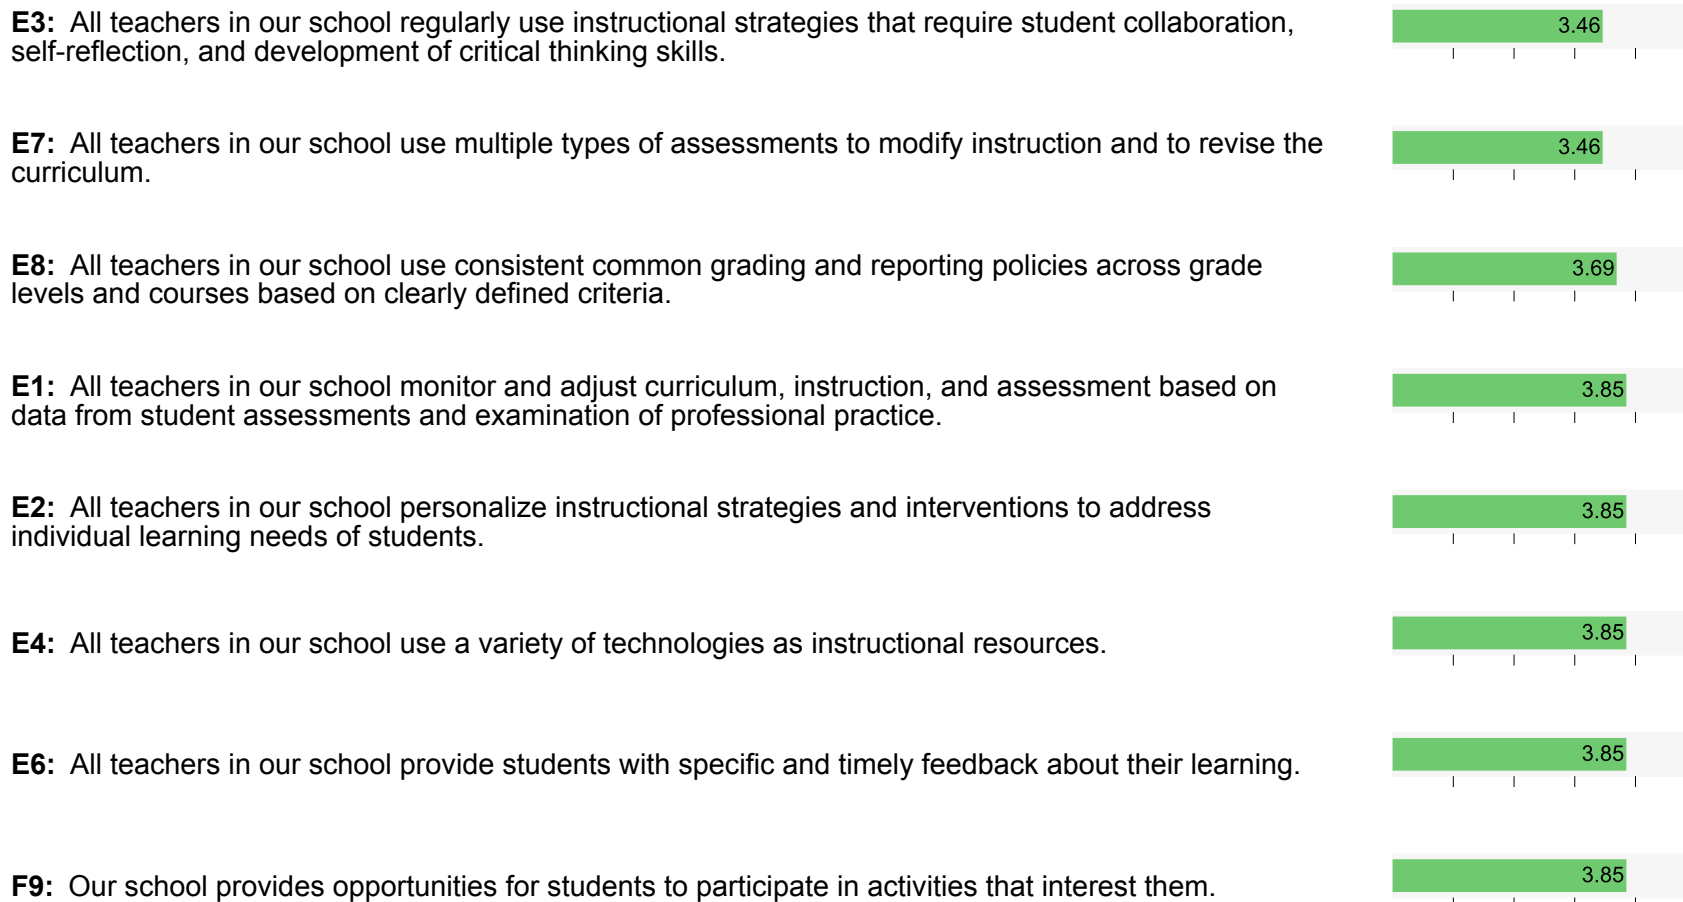 E3: All teachers in our school regularly use instructional strategies that require student collaboration, 3.46
self-reflection, and development of critical thinking skills.
E7: All teachers in our school use multiple types of assessments to modify instruction and to revise the 3.46
curriculum.
E8: All teachers in our school use consistent common grading and reporting policies across grade 3.69
levels and courses based on clearly defined criteria.
E1: All teachers in our school monitor and adjust curriculum, instruction, and assessment based on 3.85
data from student assessments and examination of professional practice.
E2: All teachers in our school personalize instructional strategies and interventions to address 3.85
individual learning needs of students.
E4: All teachers in our school use a variety of technologies as instructional resources. 3.85
E6: All teachers in our school provide students with specific and timely feedback about their learning. 3.85
F9: Our school provides opportunities for students to participate in activities that interest them. 3.85